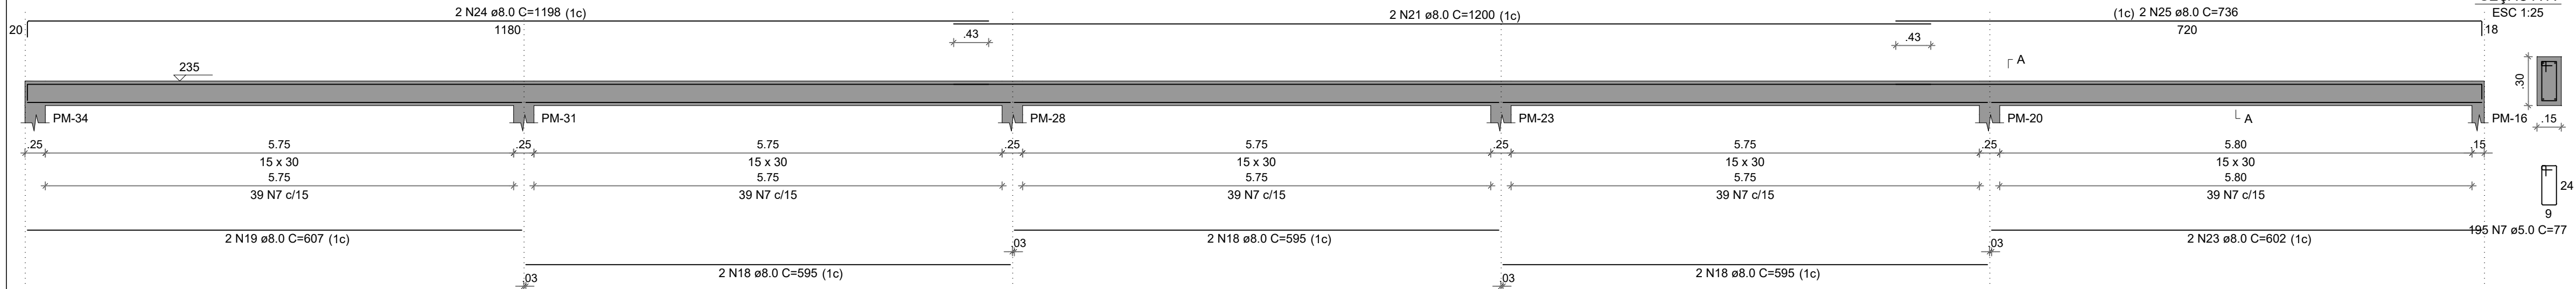 2 N24 ø8.0 C=1198 (1c)
2 N21 ø8.0 C=1200 (1c)
(1c) 2 N25 ø8.0 C=736
ESC 1:25
20
1180
.43
.43
720
18
235
A
.30
PM-34
PM-31
PM-28
PM-23
PM-20
A
PM-16
.15
.25
5.75
.25
5.75
.25
5.75
.25
5.75
.25
5.80
.15
15 x 30
15 x 30
15 x 30
15 x 30
15 x 30
5.75
5.75
5.75
5.75
5.80
39 N7 c/15
39 N7 c/15
39 N7 c/15
39 N7 c/15
39 N7 c/15
24
9
2 N19 ø8.0 C=607 (1c)
.03
2 N18 ø8.0 C=595 (1c)
.03
2 N23 ø8.0 C=602 (1c)
195 N7 ø5.0 C=77
.03
2 N18 ø8.0 C=595 (1c)
.03
2 N18 ø8.0 C=595 (1c)